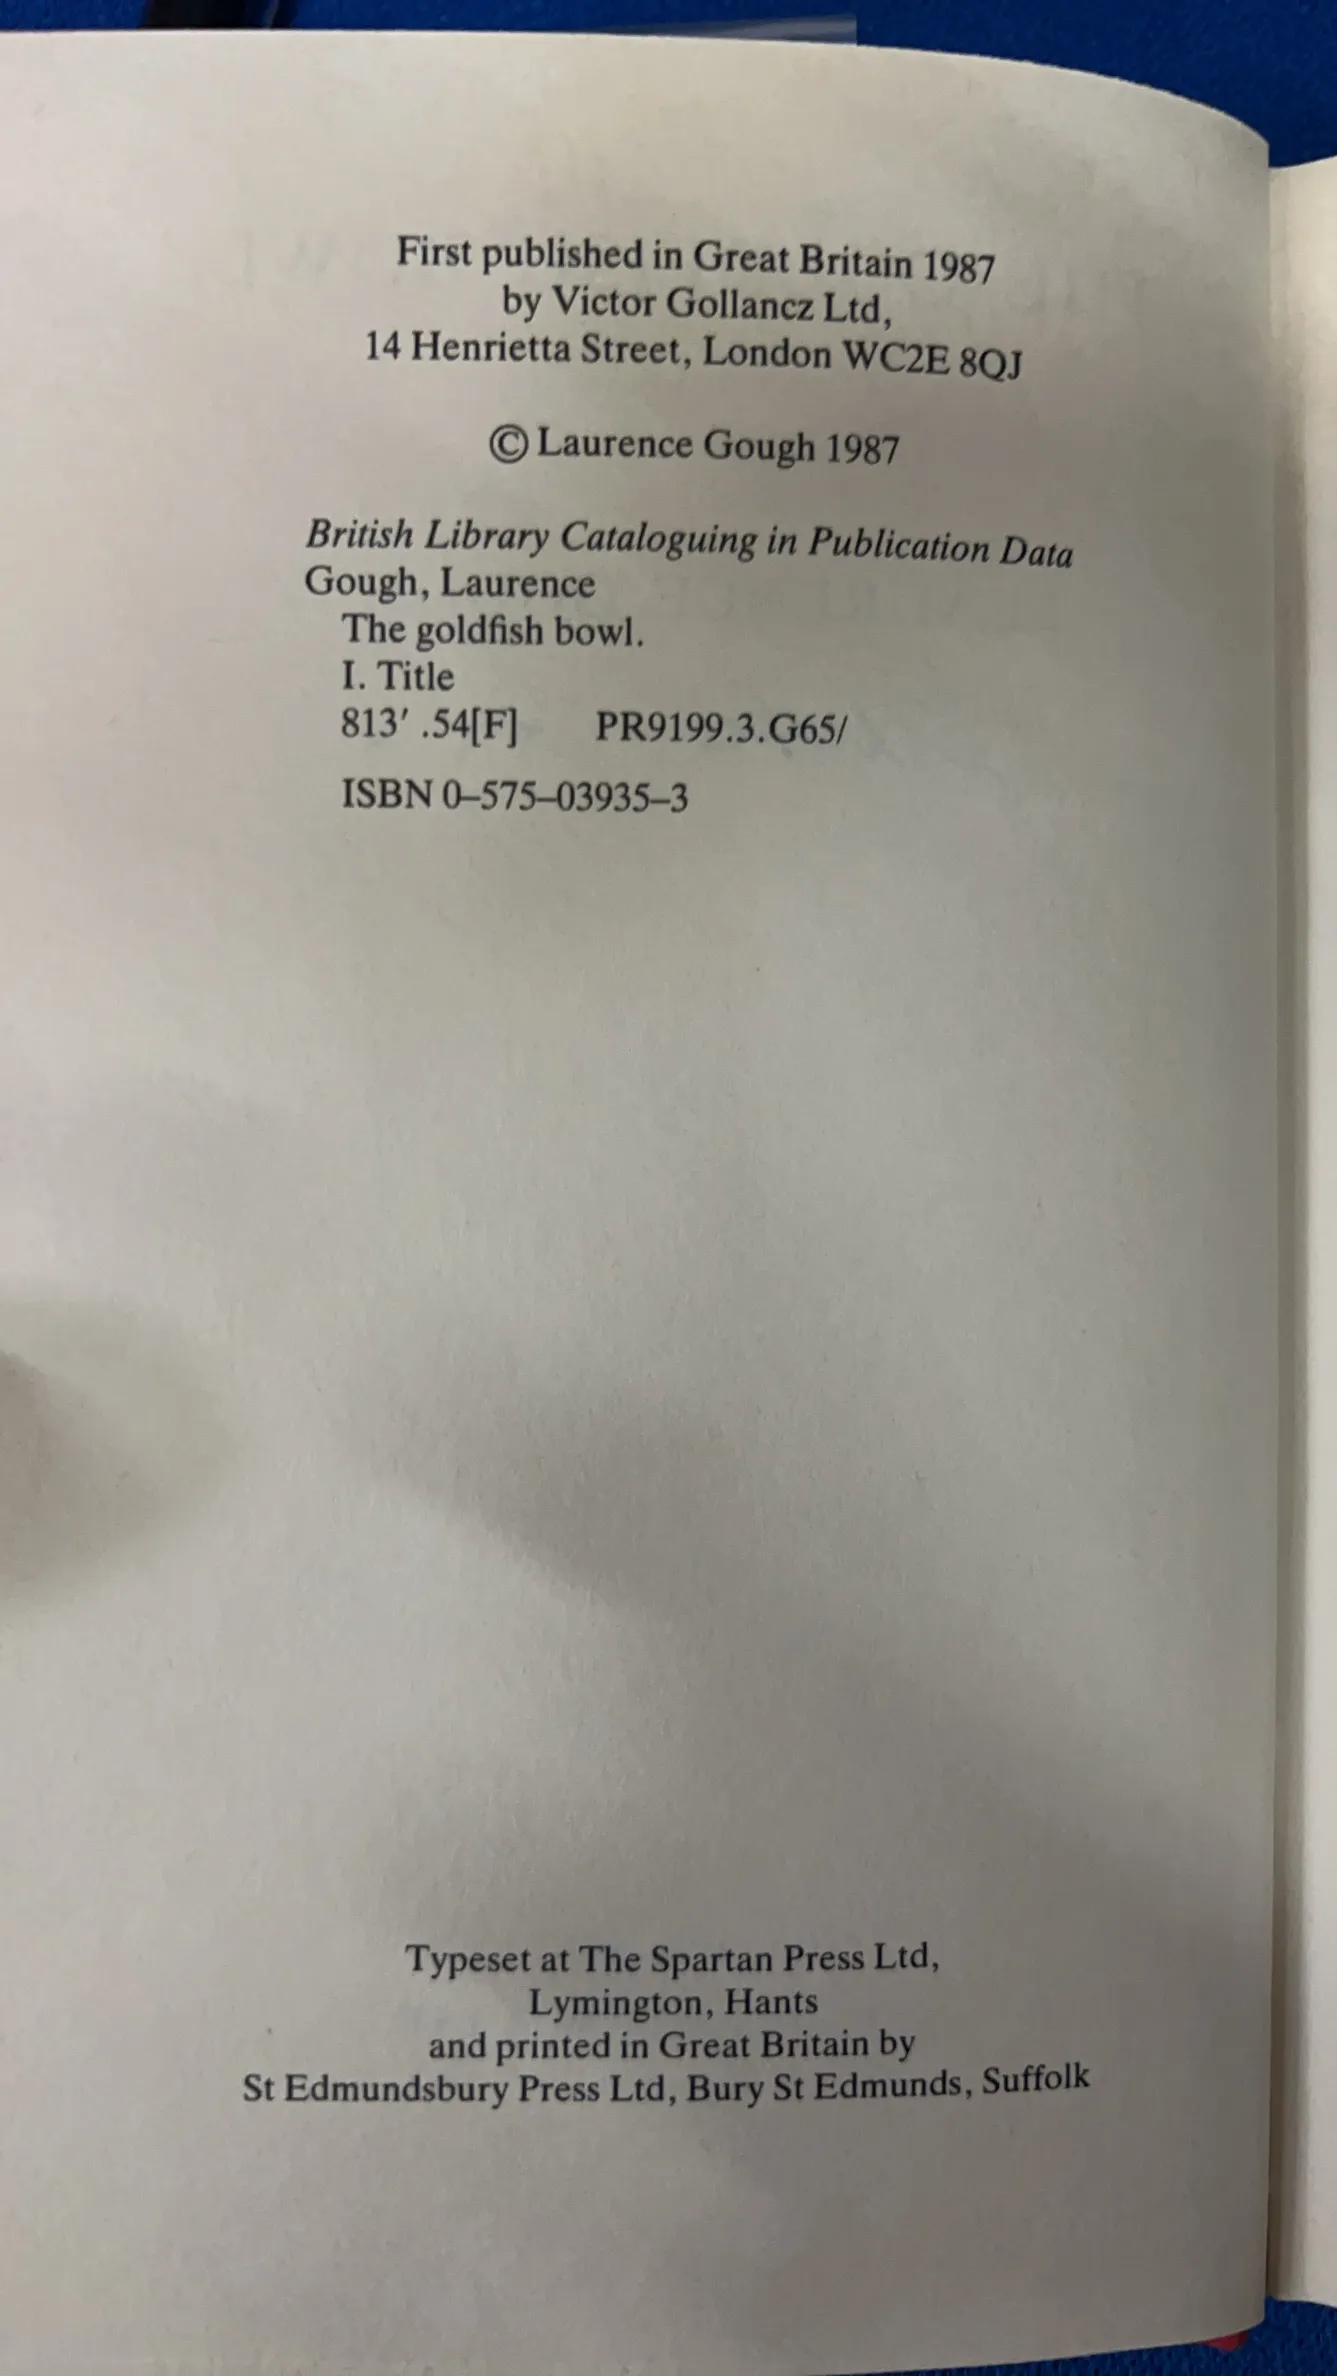 First published in Great Britain 1987
by Victor Gollancz Ltd,
14 Henrietta Street, London WC2E 8QJ
© Laurence Gough 1987
British Library Cataloguing in Publication Data
Gough, Laurence
The goldfish bowl.
I. Title
813′ .54[F] PR9199.3.G65/
ISBN 0–575–03935–3
Typeset at The Spartan Press Ltd,
Lymington, Hants
and printed in Great Britain by
St Edmundsbury Press Ltd, Bury St Edmunds, Suffolk